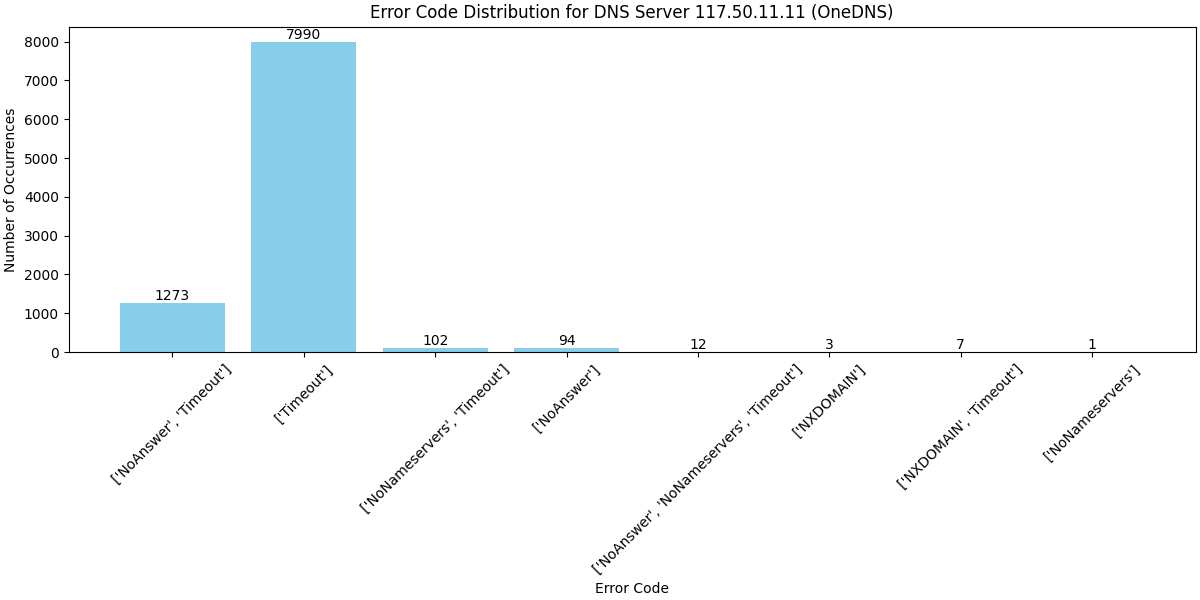 Error Code Distribution for DNS Server 117.50.11.11 (OneDNS)
Number of Occurrences
8000
7000
6000
5000
4000
3000
2000
1000
0
1273
7990
102
94
12
3
7
1
['NoAnswer', 'Timeout']
['Timeout']
['NoNameservers', 'Timeout']
['NoAnswer']
['NoAnswer', 'NoNameservers', 'Timeout']
['NXDOMAIN']
['NXDOMAIN', 'Timeout']
['NoNameservers']
Error Code